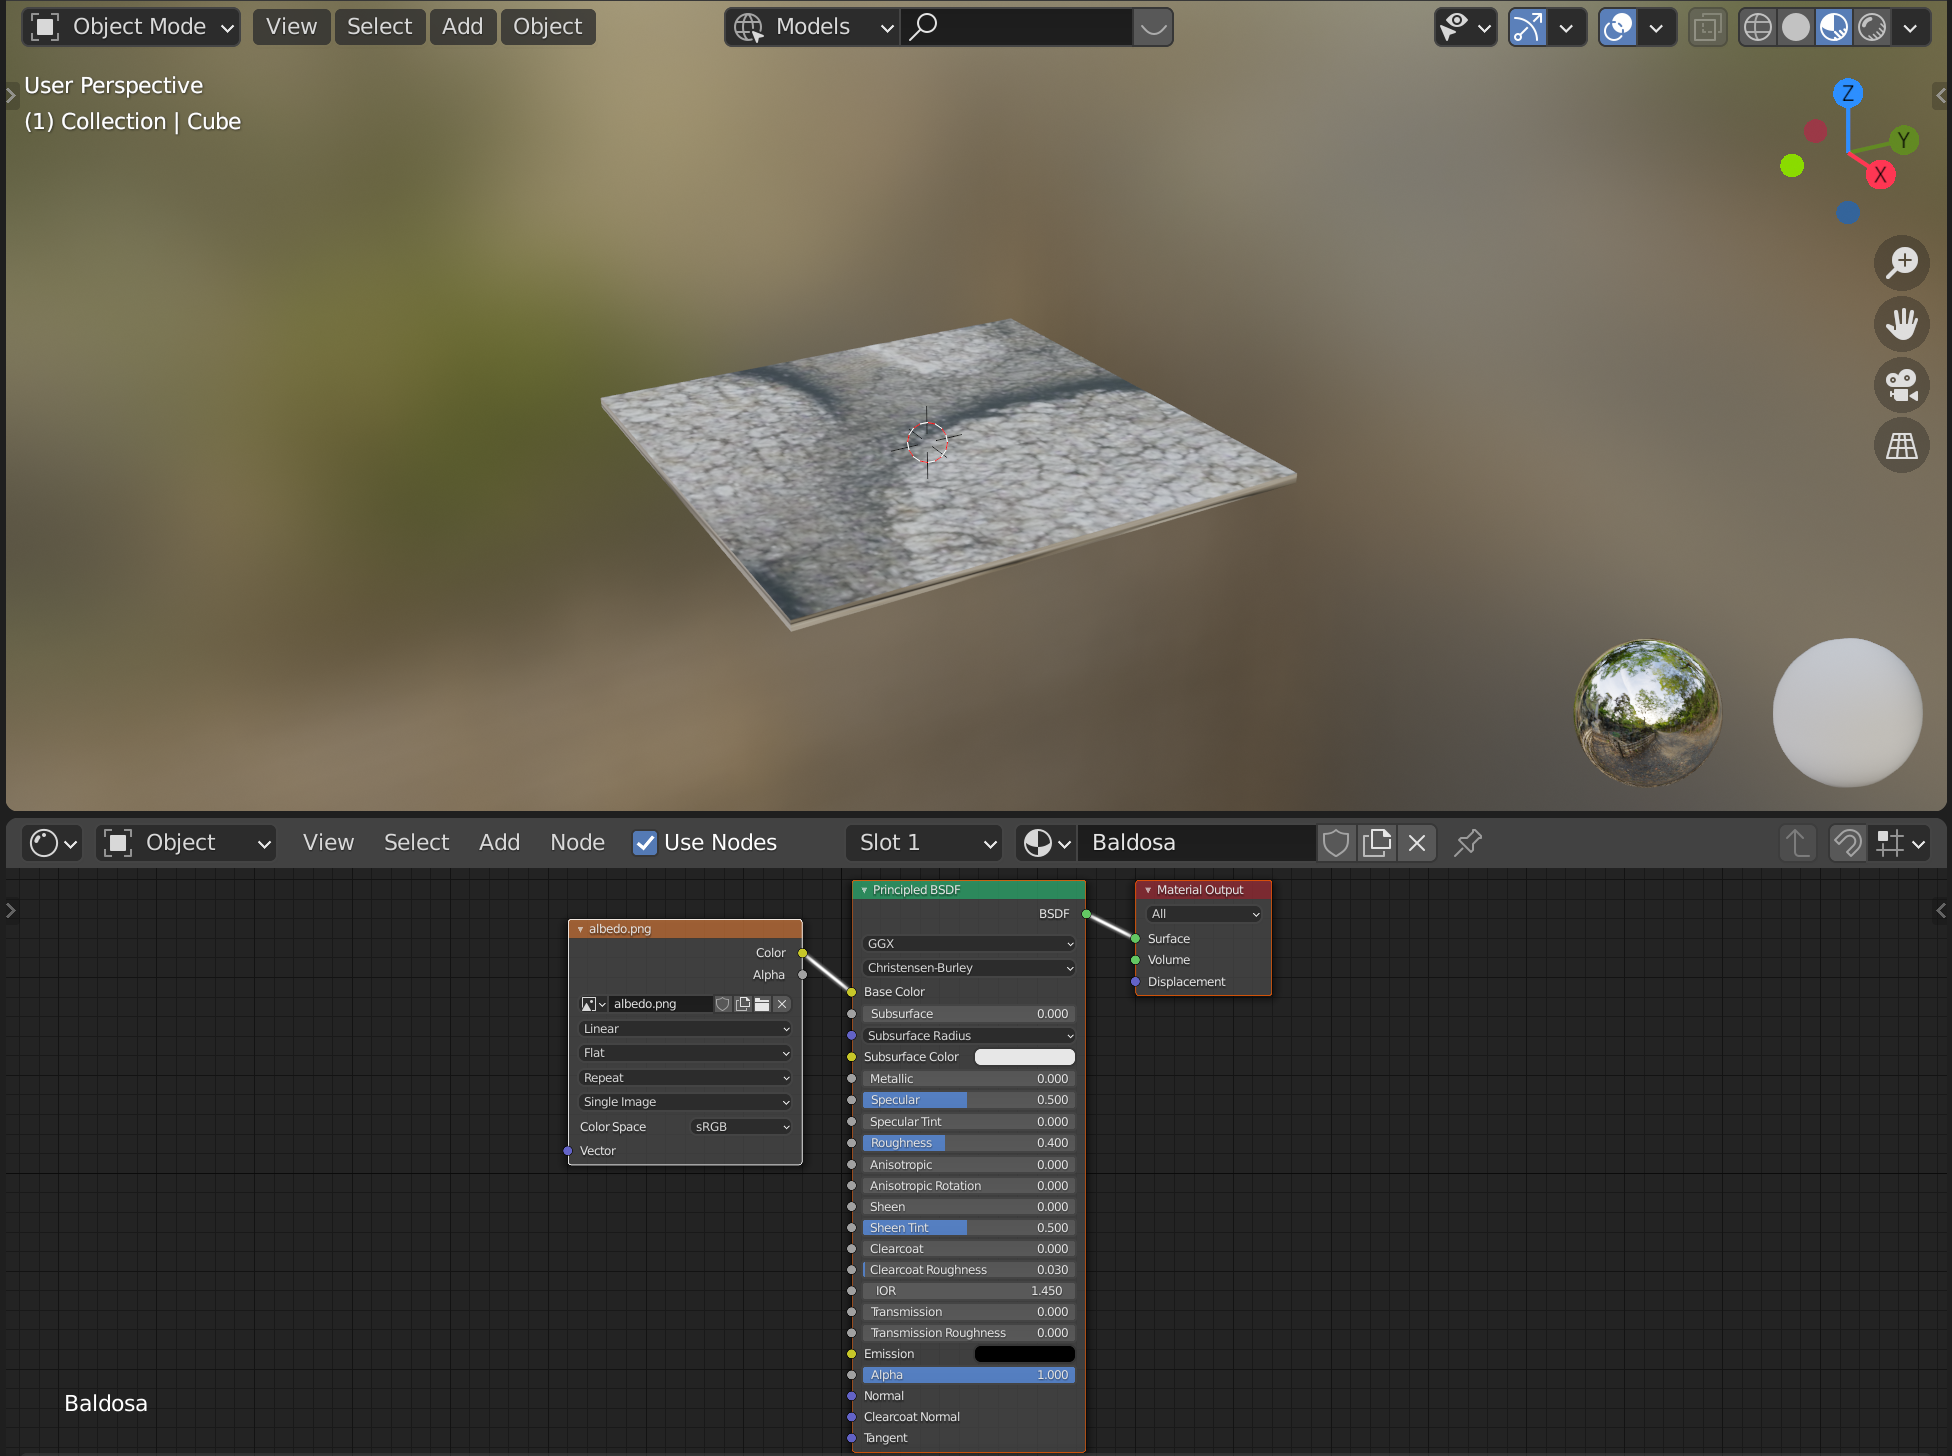 Object Mode View Select Add Object Models
User Perspective
(1) Collection | Cube
Z
Y
X
Object View Select Add Node Use Nodes Slot 1 Baldosa
albedo.png
Color
Alpha
albedo.png
Linear
Flat
Repeat
Single Image
Color Space sRGB
Vector
Principled BSDF
BSDF
GGX
Christensen-Burley
Base Color
Subsurface 0.000
Subsurface Radius
Subsurface Color
Metallic 0.000
Specular 0.500
Specular Tint 0.000
Roughness 0.400
Anisotropic 0.000
Anisotropic Rotation 0.000
Sheen 0.000
Sheen Tint 0.500
Clearcoat 0.000
Clearcoat Roughness 0.030
IOR 1.450
Transmission 0.000
Transmission Roughness 0.000
Emission
Alpha 1.000
Normal
Clearcoat Normal
Tangent
Material Output
All
Surface
Volume
Displacement
Baldosa